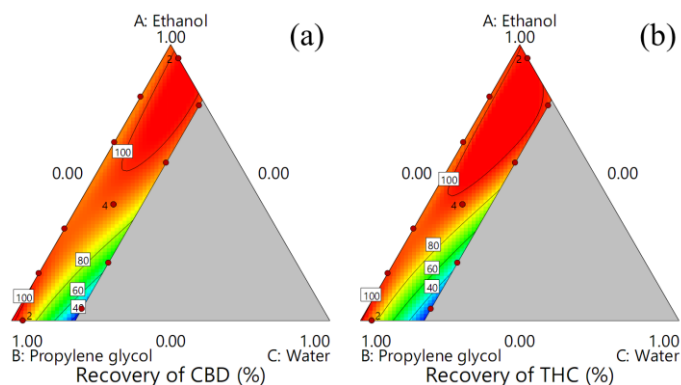 A: Ethanol
1.00
(a)
2
100
0.00
0.00
4
80
60
100
40
2
1.00
0.00
1.00
B: Propylene glycol
C: Water
Recovery of CBD (%)
A: Ethanol
1.00
(b)
2
0.00
100
0.00
4
80
60
40
100
2
1.00
0.00
1.00
B: Propylene glycol
C: Water
Recovery of THC (%)